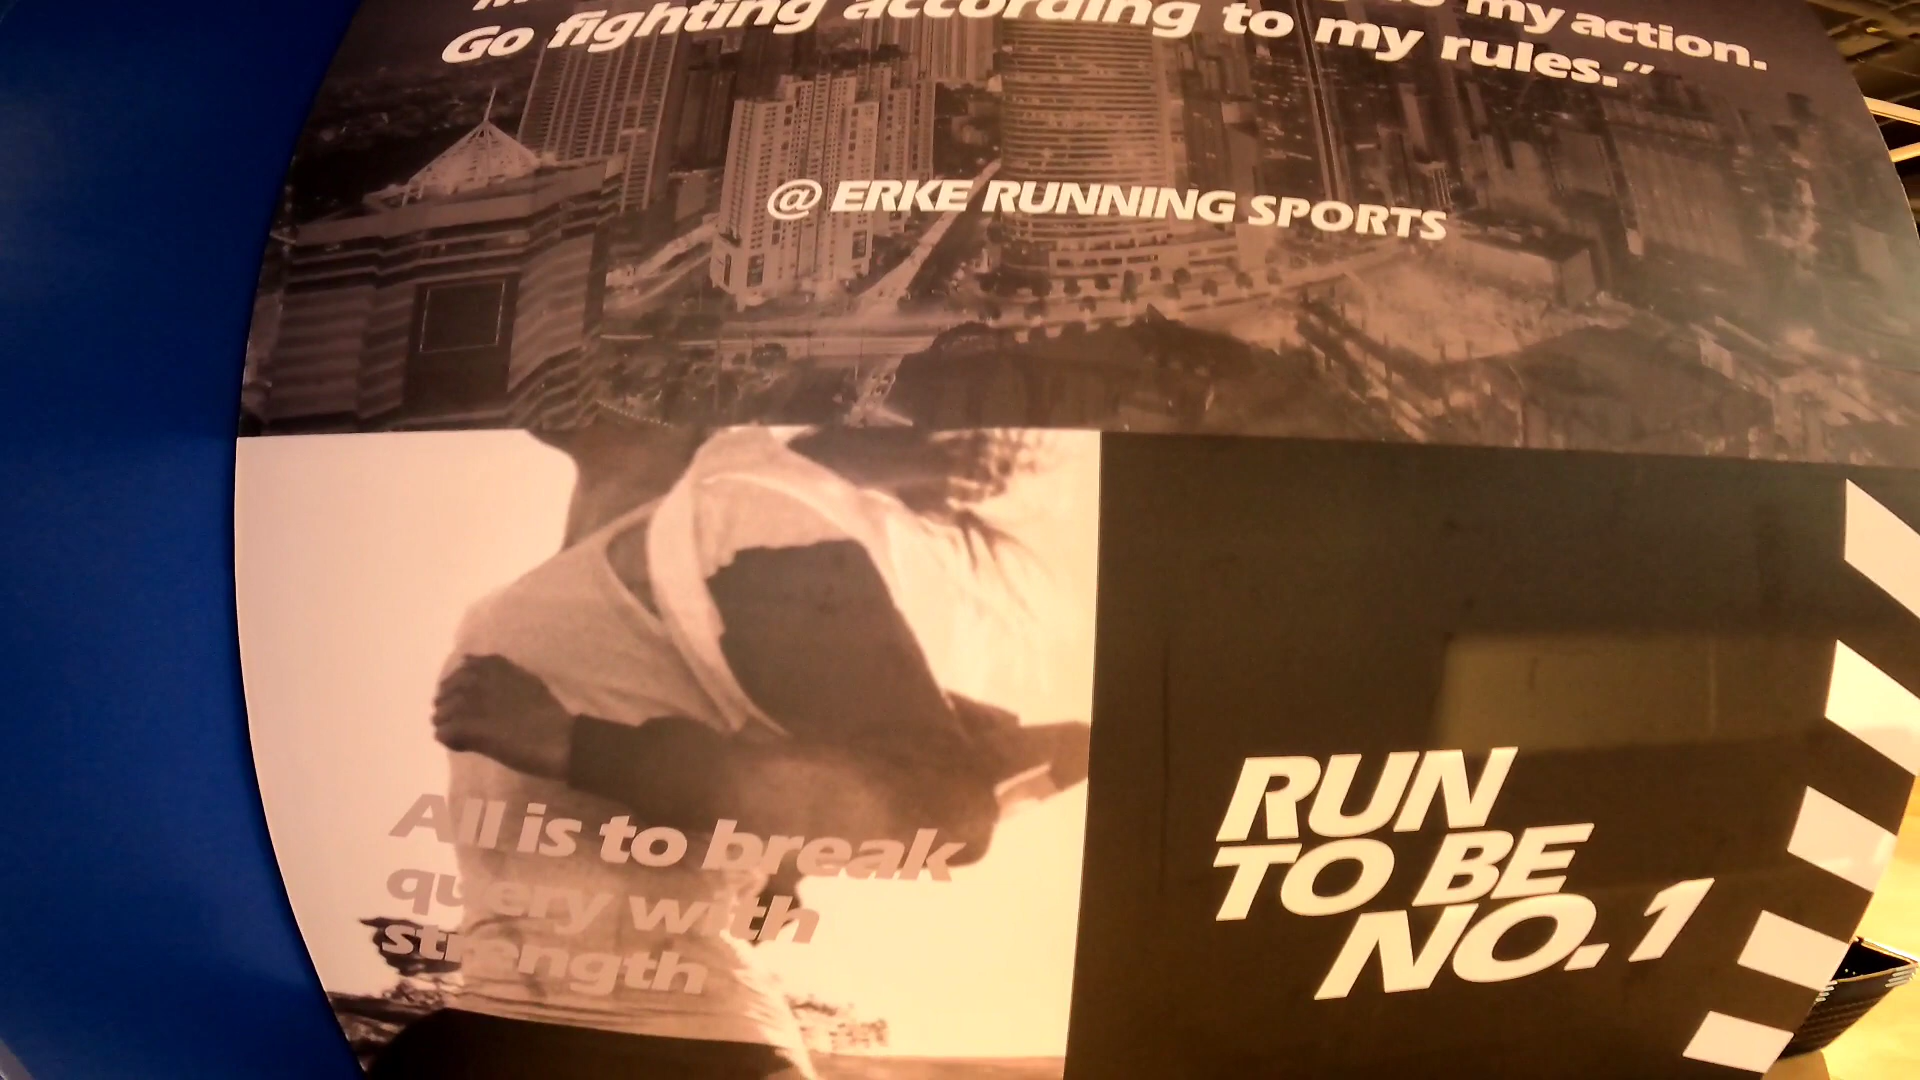 my action.
Go fighting according to my rules.”
@ ERKE RUNNING SPORTS
All is to break
query with
strength
RUN
TO BE
NO.1